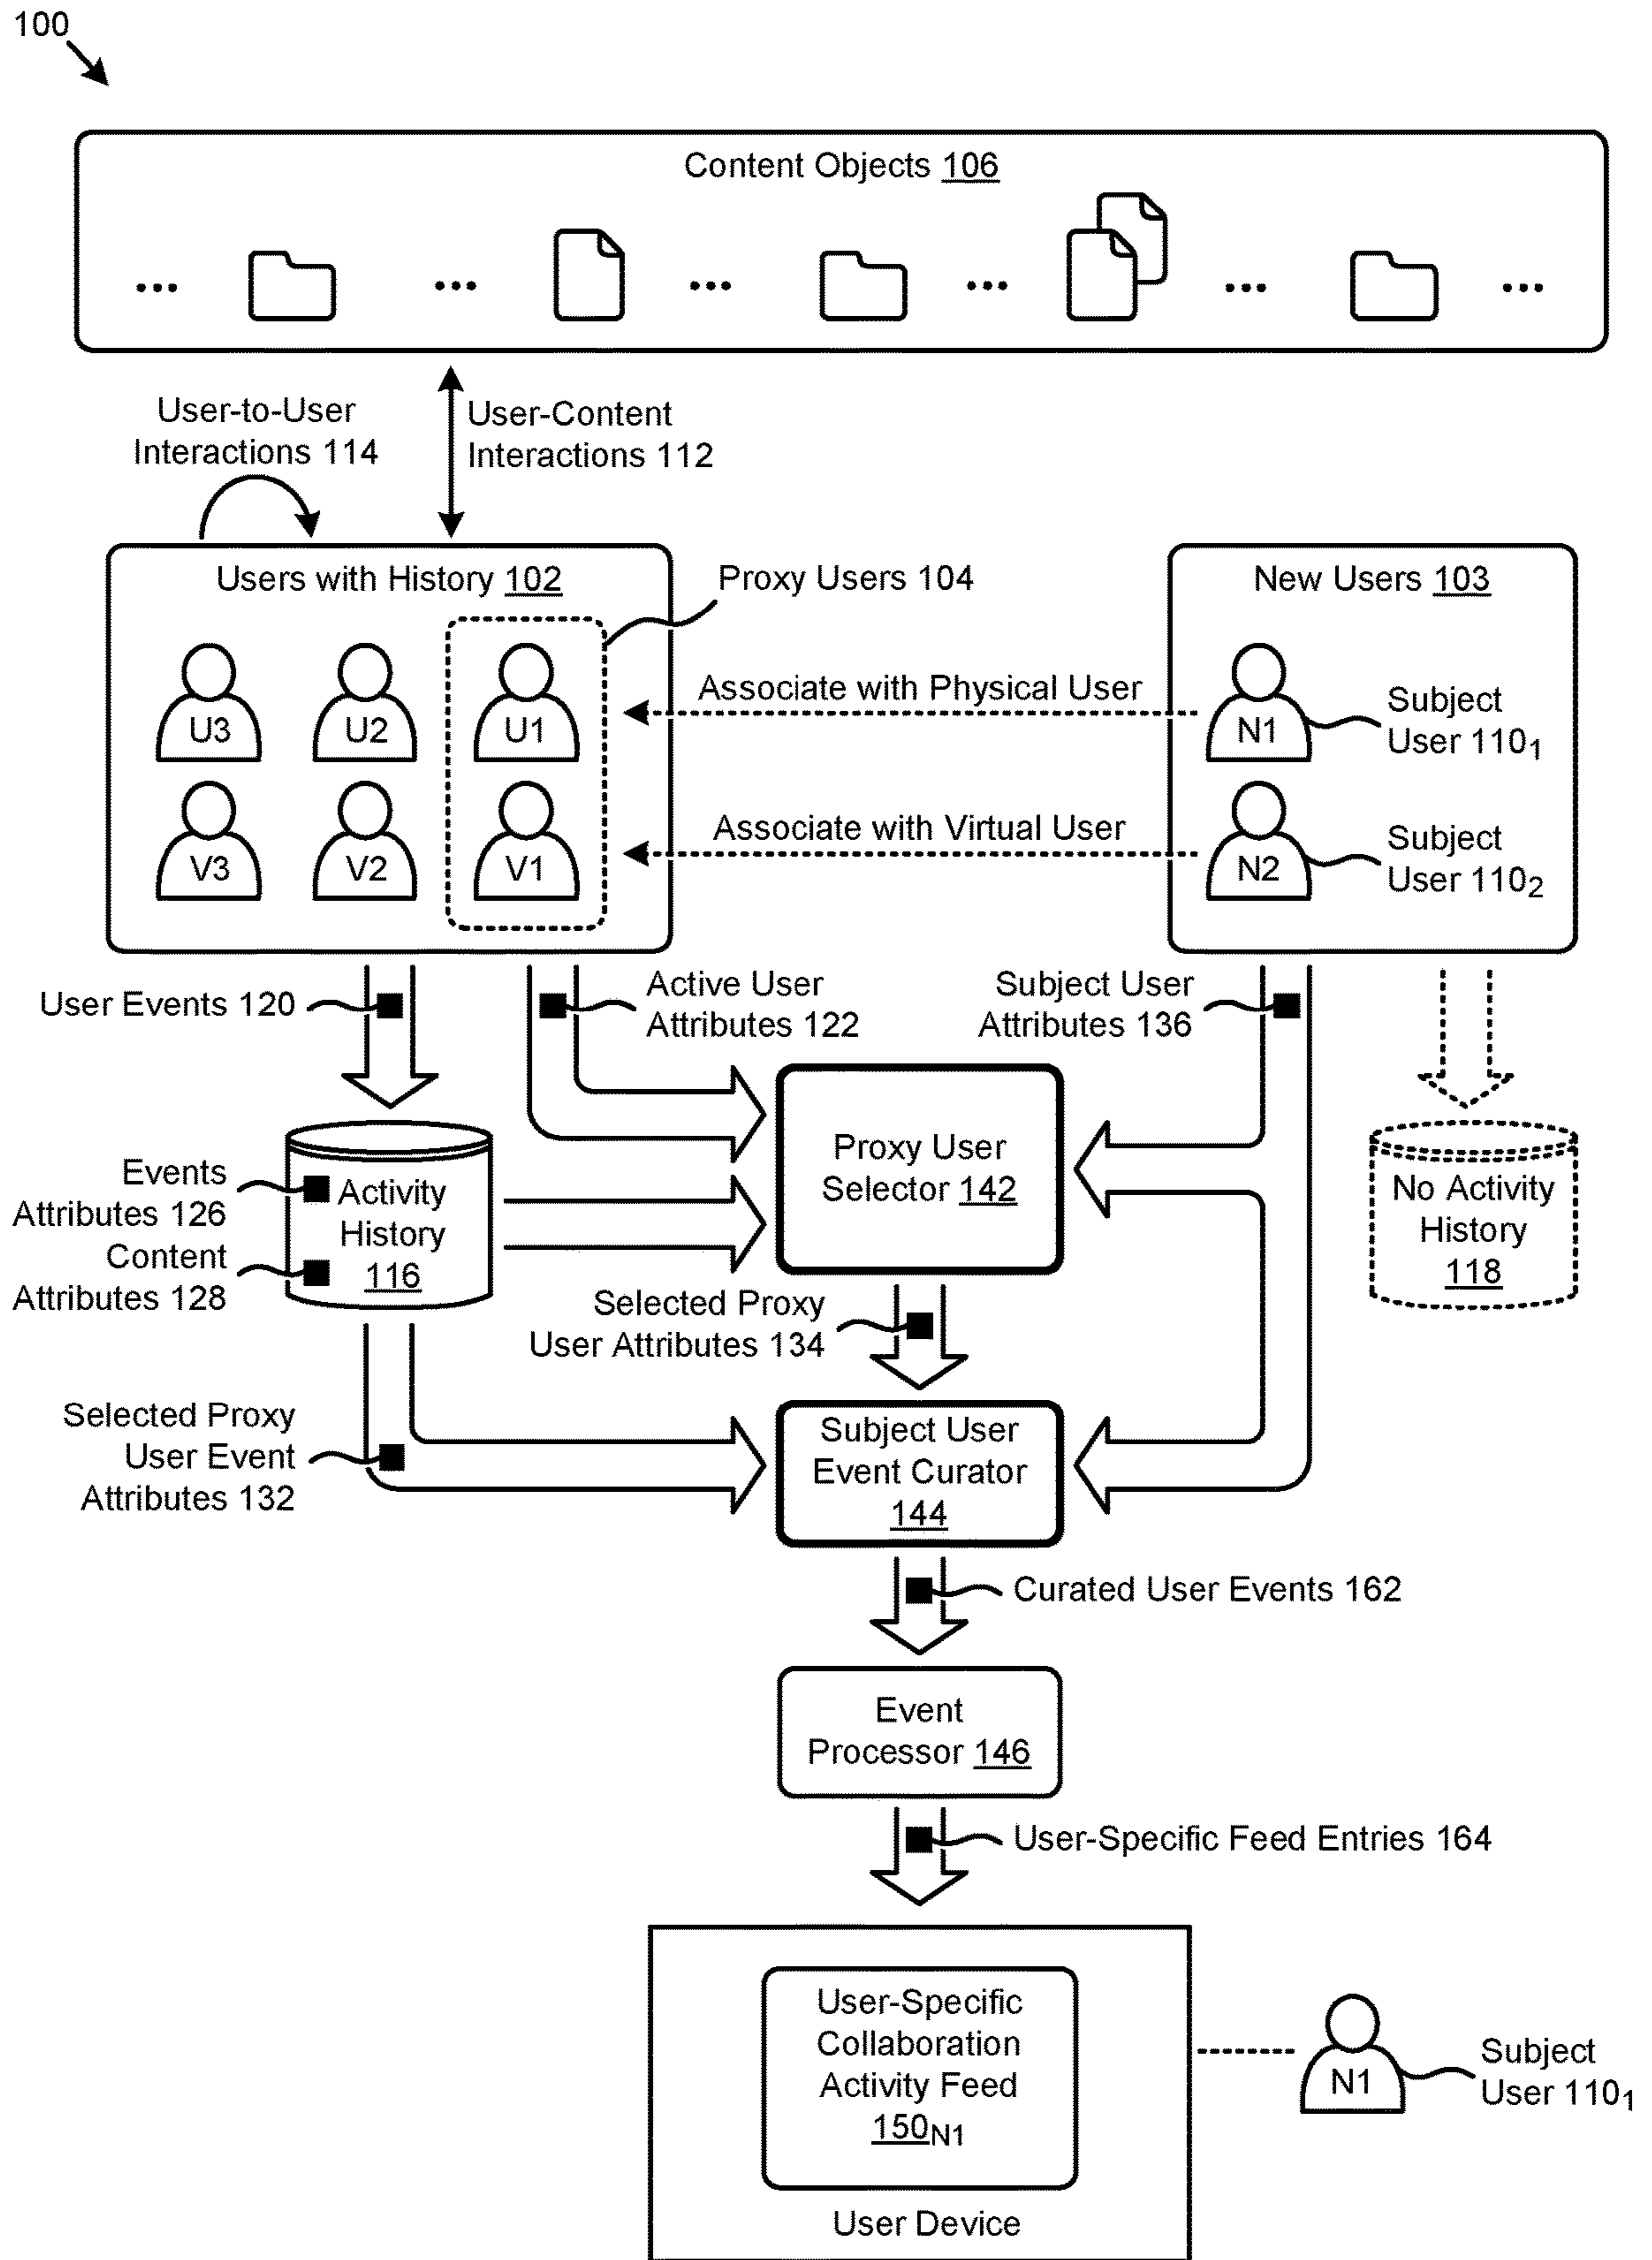 100
Content Objects 106
... ... ... ... ... ...
User-to-User
Interactions 114
User-Content
Interactions 112
Users with History 102
Proxy Users 104
New Users 103
U3 U2 U1
Associate with Physical User
N1
Subject
User 110₁
V3 V2 V1
Associate with Virtual User
N2
Subject
User 110₂
User Events 120
Active User
Attributes 122
Subject User
Attributes 136
Events
Attributes 126
Content
Attributes 128
Activity
History
116
Proxy User
Selector 142
No Activity
History
118
Selected Proxy
User Attributes 134
Selected Proxy
User Event
Attributes 132
Subject User
Event Curator
144
Curated User Events 162
Event
Processor 146
User-Specific Feed Entries 164
User-Specific
Collaboration
Activity Feed
150N1
User Device
N1
Subject
User 110₁